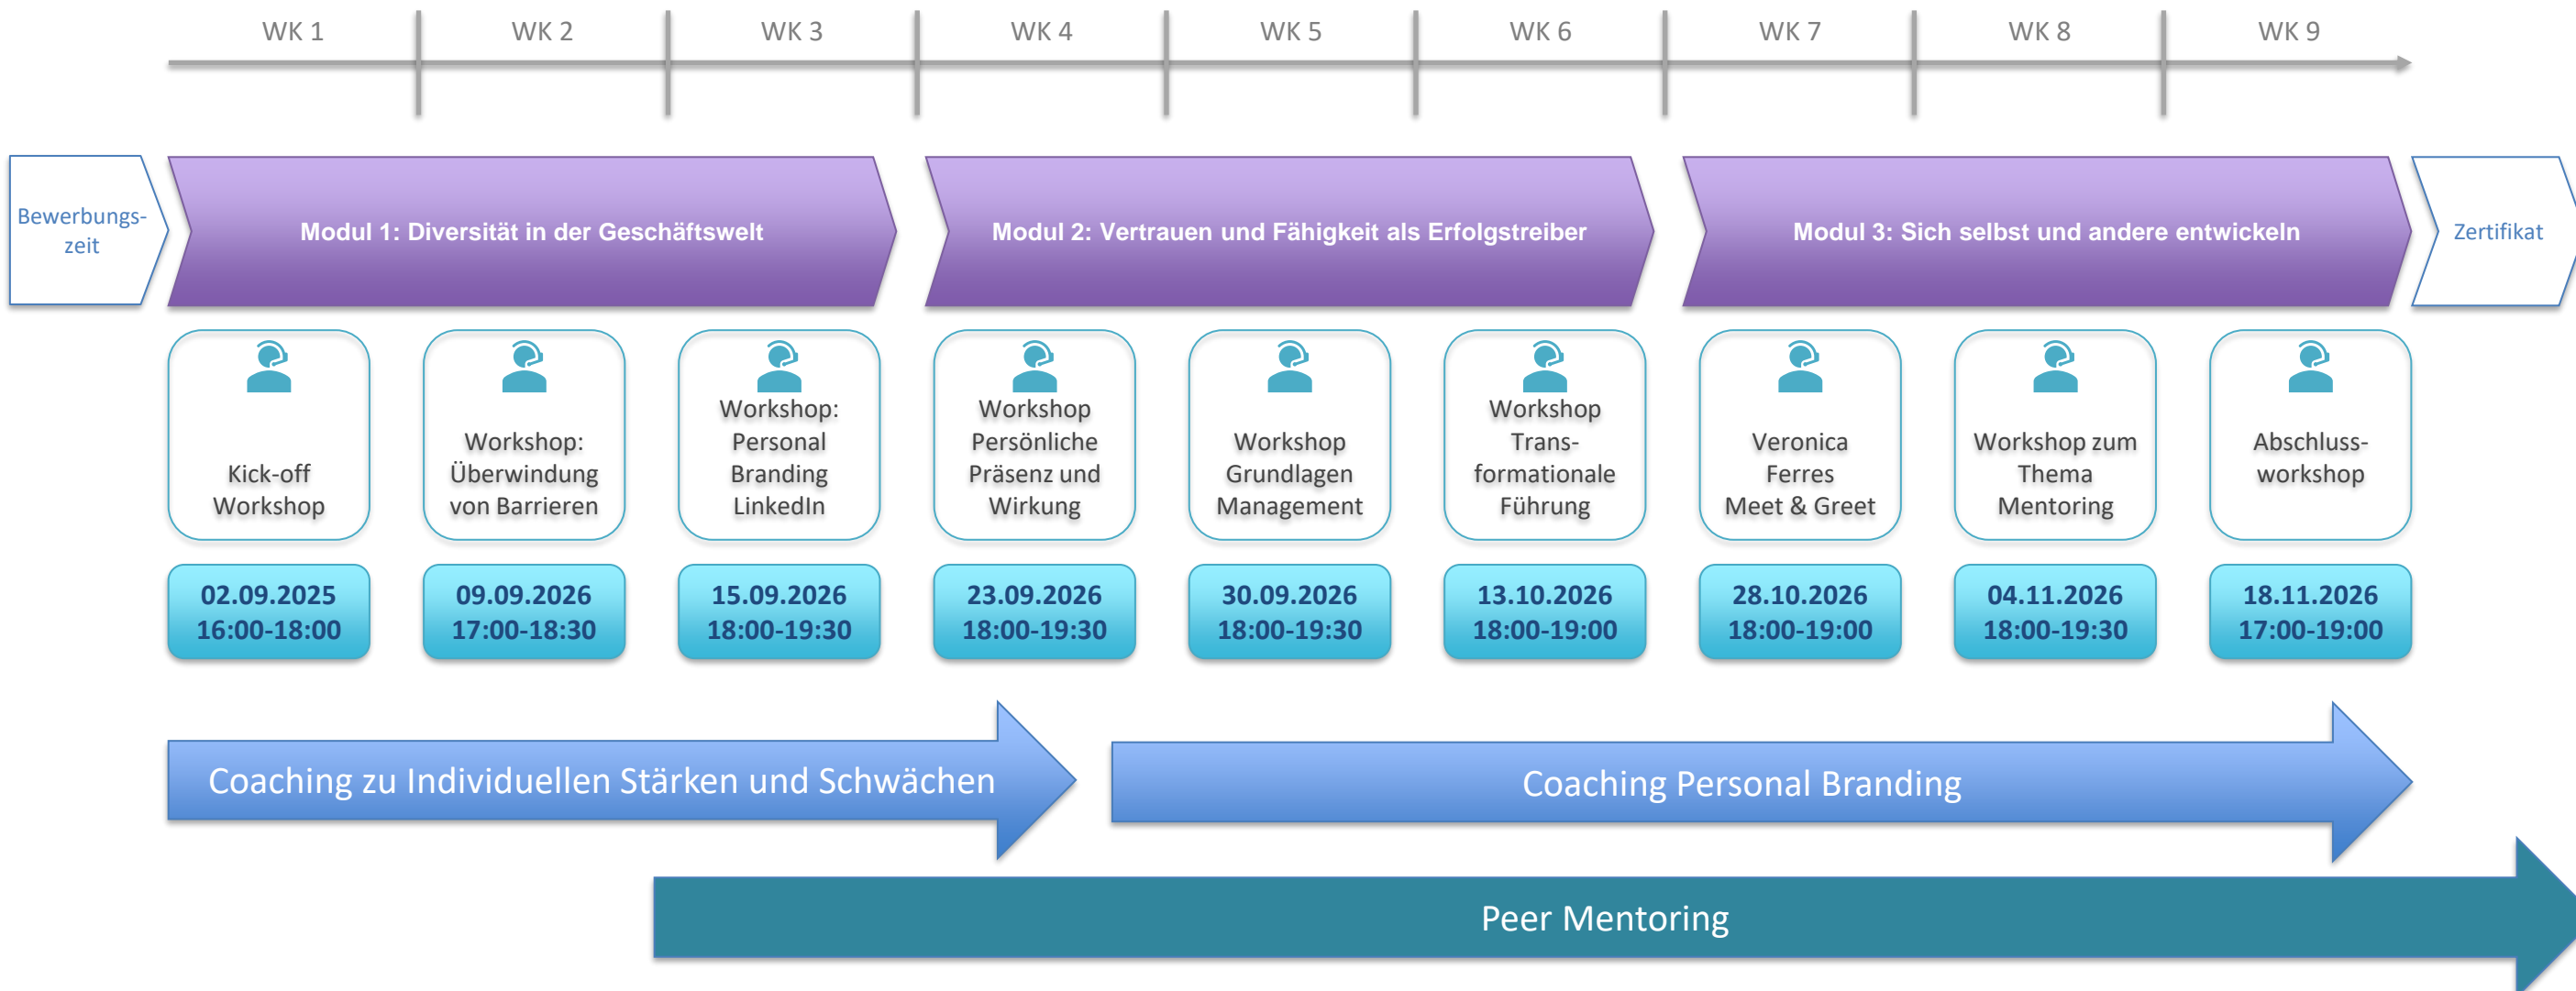 WK 1
WK 2
WK 3
WK 4
WK 5
WK 6
WK 7
WK 8
WK 9
Bewerbungs-
zeit
Modul 1: Diversität in der Geschäftswelt
Modul 2: Vertrauen und Fähigkeit als Erfolgstreiber
Modul 3: Sich selbst und andere entwickeln
Zertifikat
Kick-off
Workshop
Workshop:
Überwindung
von Barrieren
Workshop:
Personal
Branding
LinkedIn
Workshop
Persönliche
Präsenz und
Wirkung
Workshop
Grundlagen
Management
Workshop
Trans-
formationale
Führung
Veronica
Ferres
Meet & Greet
Workshop zum
Thema
Mentoring
Abschluss-
workshop
02.09.2025
16:00-18:00
09.09.2026
17:00-18:30
15.09.2026
18:00-19:30
23.09.2026
18:00-19:30
30.09.2026
18:00-19:30
13.10.2026
18:00-19:00
28.10.2026
18:00-19:00
04.11.2026
18:00-19:30
18.11.2026
17:00-19:00
Coaching zu Individuellen Stärken und Schwächen
Coaching Personal Branding
Peer Mentoring